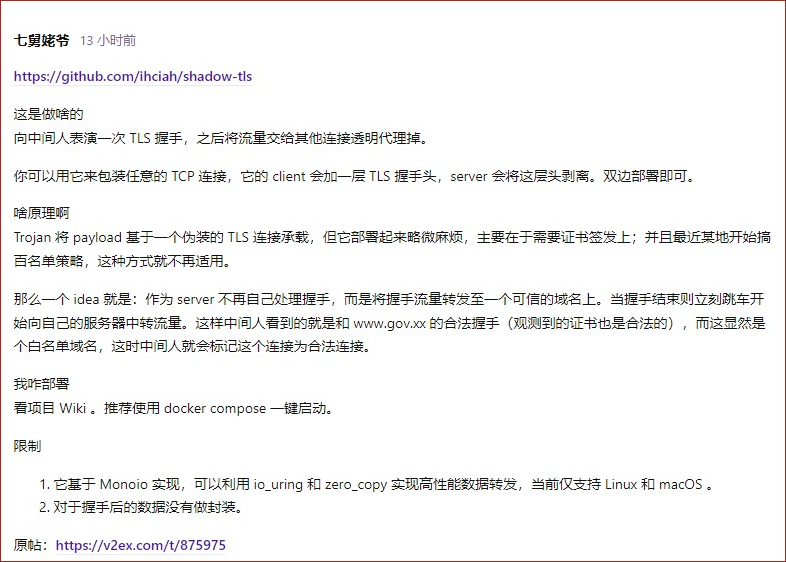 七舅姥爷 13 小时前
https://github.com/ihciah/shadow-tls
这是做啥的
向中间人表演一次 TLS 握手，之后将流量交给其他连接透明代理掉。
你可以用它来包装任意的 TCP 连接，它的 client 会加一层 TLS 握手头，server 会将这层头剥离。双边部署即可。
啥原理啊
Trojan 将 payload 基于一个伪装的 TLS 连接承载，但它部署起来略微麻烦，主要在于需要证书签发上；并且最近某地开始搞
百名单策略，这种方式就不再适用。
那么一个 idea 就是：作为 server 不再自己处理握手，而是将握手流量转发至一个可信的域名上。当握手结束则立刻跳车开
始向自己的服务器中转流量。这样中间人看到的就是和 www.gov.xx 的合法握手（观测到的证书也是合法的），而这显然是
个白名单域名，这时中间人就会标记这个连接为合法连接。
我咋部署
看项目 Wiki 。推荐使用 docker compose 一键启动。
限制
1. 它基于 Monoio 实现，可以利用 io_uring 和 zero_copy 实现高性能数据转发，当前仅支持 Linux 和 macOS 。
2. 对于握手后的数据没有做封装。
原帖：https://v2ex.com/t/875975